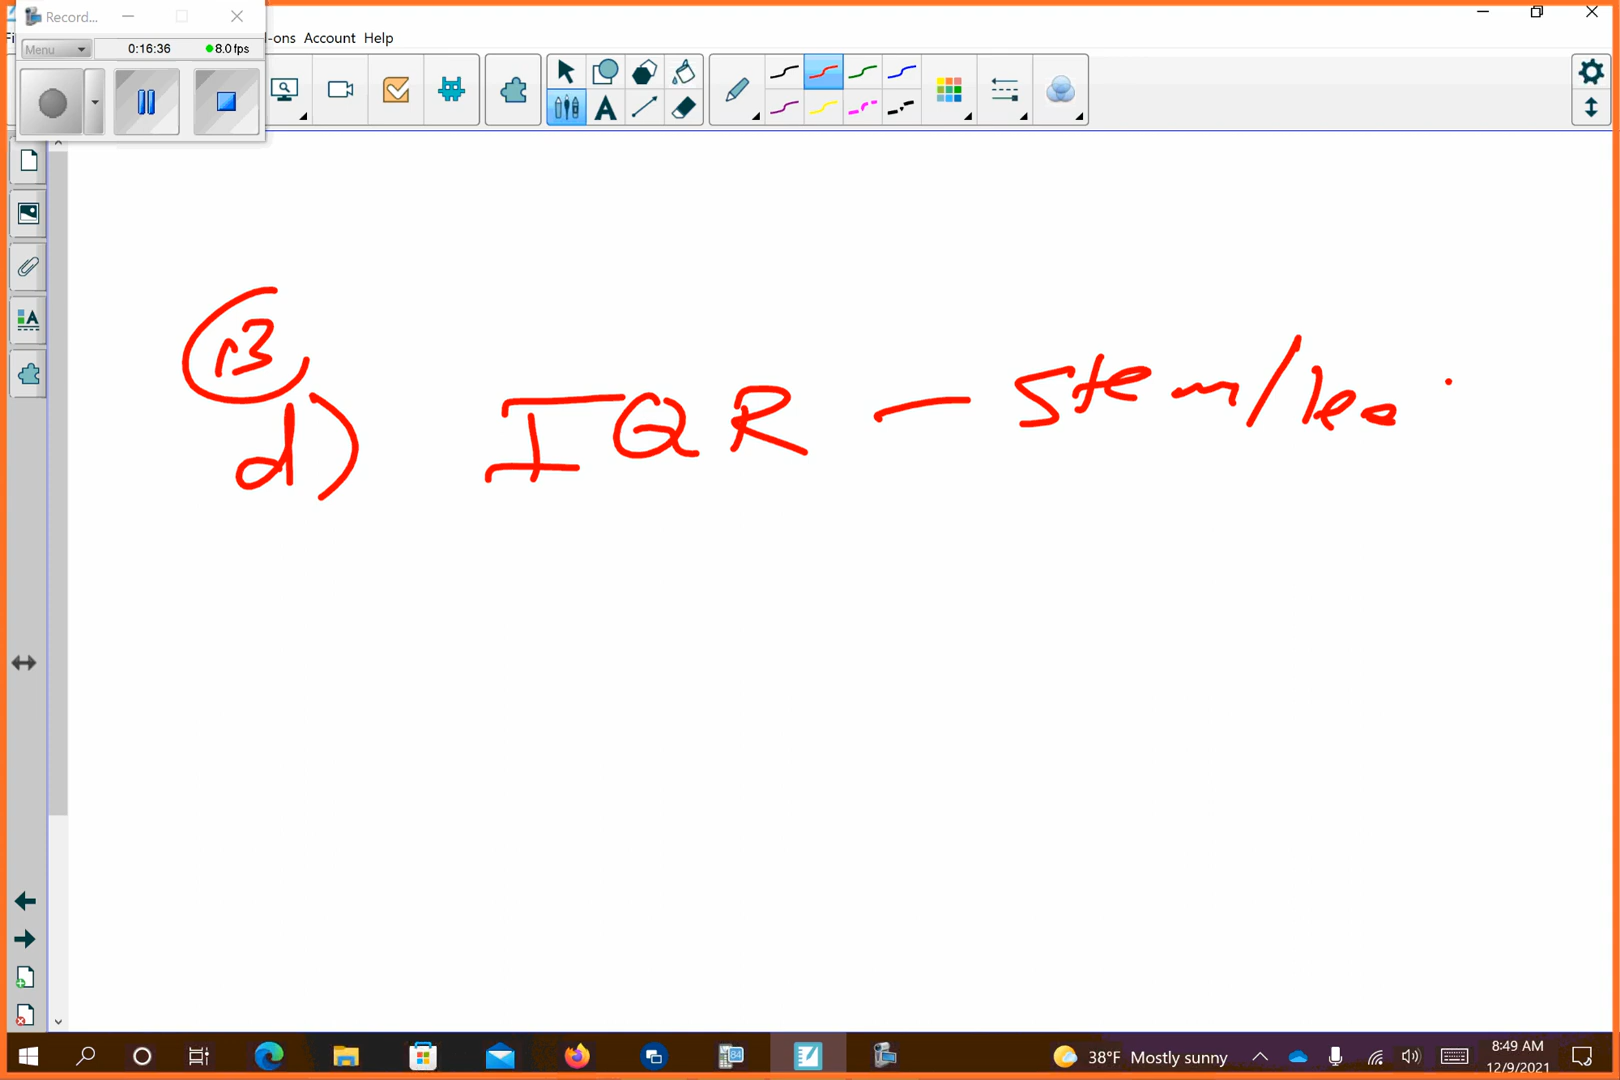 Record...
Menu
0:16:36
8.0 fps
-ons Account Help
13
d) IQR — Stem/lea
38°F Mostly sunny
8:49 AM
12/9/2021